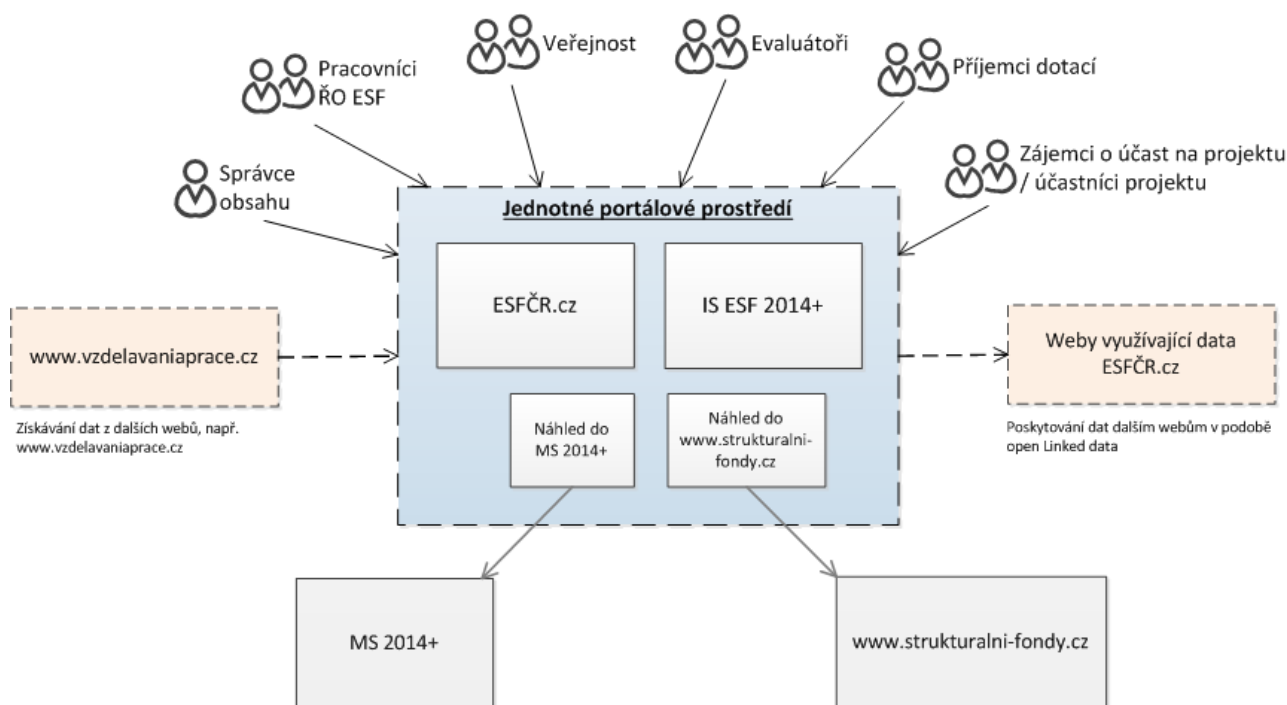 Veřejnost
Evaluátoři
Pracovníci
ŘO ESF
Příjemci dotací
Správce
obsahu
Zájemci o účast na projektu
/ účastníci projektu
Jednotné portálové prostředí
ESFČR.cz
IS ESF 2014+
www.vzdelavaniaprace.cz
Weby využívající data
ESFČR.cz
Získávání dat z dalších webů, např.
www.vzdelavaniaprace.cz
Poskytování dat dalším webům v podobě
open Linked data
Náhled do
MS 2014+
Náhled do
www.strukturalni-
fondy.cz
MS 2014+
www.strukturalni-fondy.cz